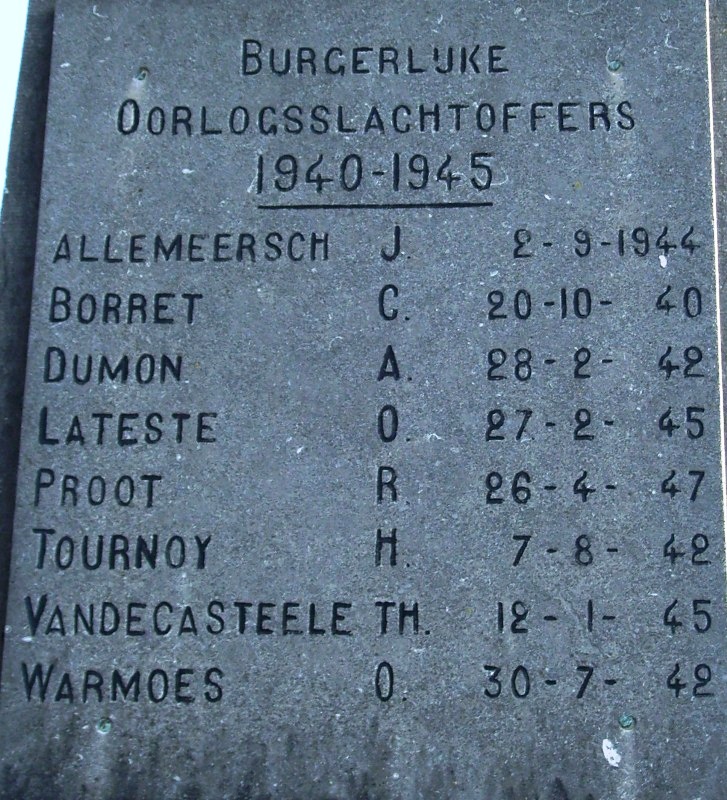 BURGERLIJKE
OORLOGSSLACHTOFFERS
1940-1945
ALLEMEERSCH J. 2-9-1944
BORRET C. 20-10-40
DUMON A. 28-2-42
LATESTE O. 27-2-45
PROOT R. 26-4-47
TOURNOY H. 7-8-42
VANDECASTEELE TH. 12-1-45
WARMOES O. 30-7-42